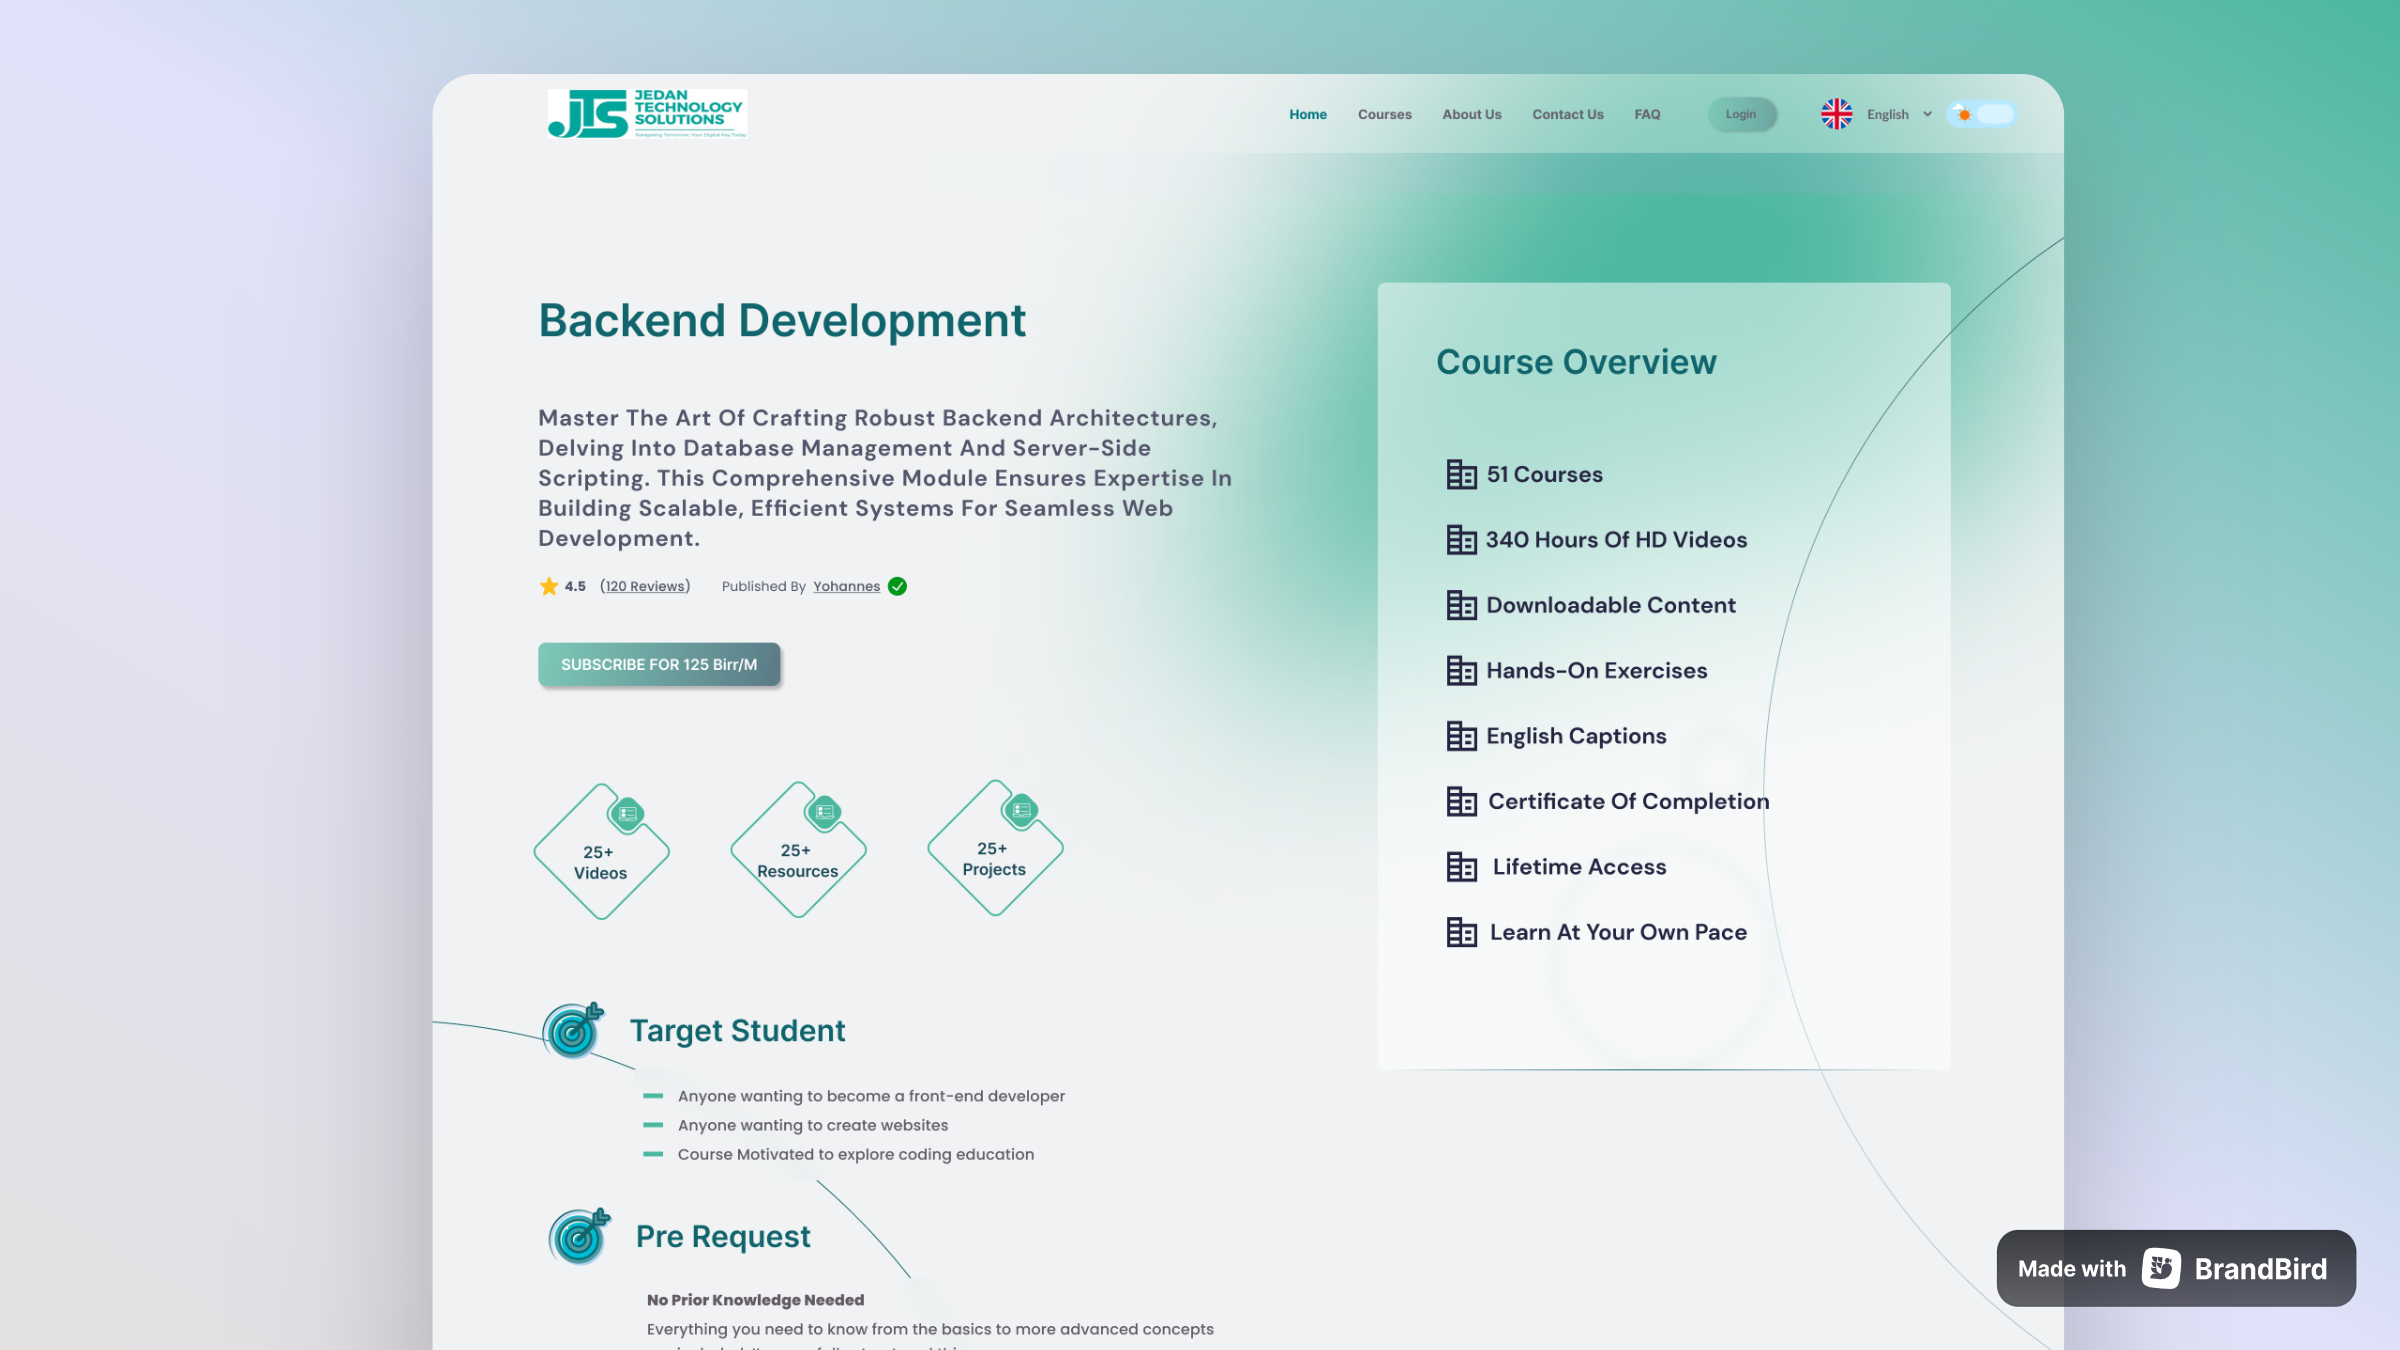 JTS
JEDAN
TECHNOLOGY
SOLUTIONS
Navigating Tomorrow, Your Digital Key Today
Home
Courses
About Us
Contact Us
FAQ
Login
English
Backend Development
Master The Art Of Crafting Robust Backend Architectures,
Delving Into Database Management And Server-Side
Scripting. This Comprehensive Module Ensures Expertise In
Building Scalable, Efficient Systems For Seamless Web
Development.
4.5 (120 Reviews) Published By Yohannes
SUBSCRIBE FOR 125 Birr/M
25+
Videos
25+
Resources
25+
Projects
Course Overview
51 Courses
340 Hours Of HD Videos
Downloadable Content
Hands-On Exercises
English Captions
Certificate Of Completion
Lifetime Access
Learn At Your Own Pace
Target Student
Anyone wanting to become a front-end developer
Anyone wanting to create websites
Course Motivated to explore coding education
Pre Request
No Prior Knowledge Needed
Everything you need to know from the basics to more advanced concepts
Made with BrandBird